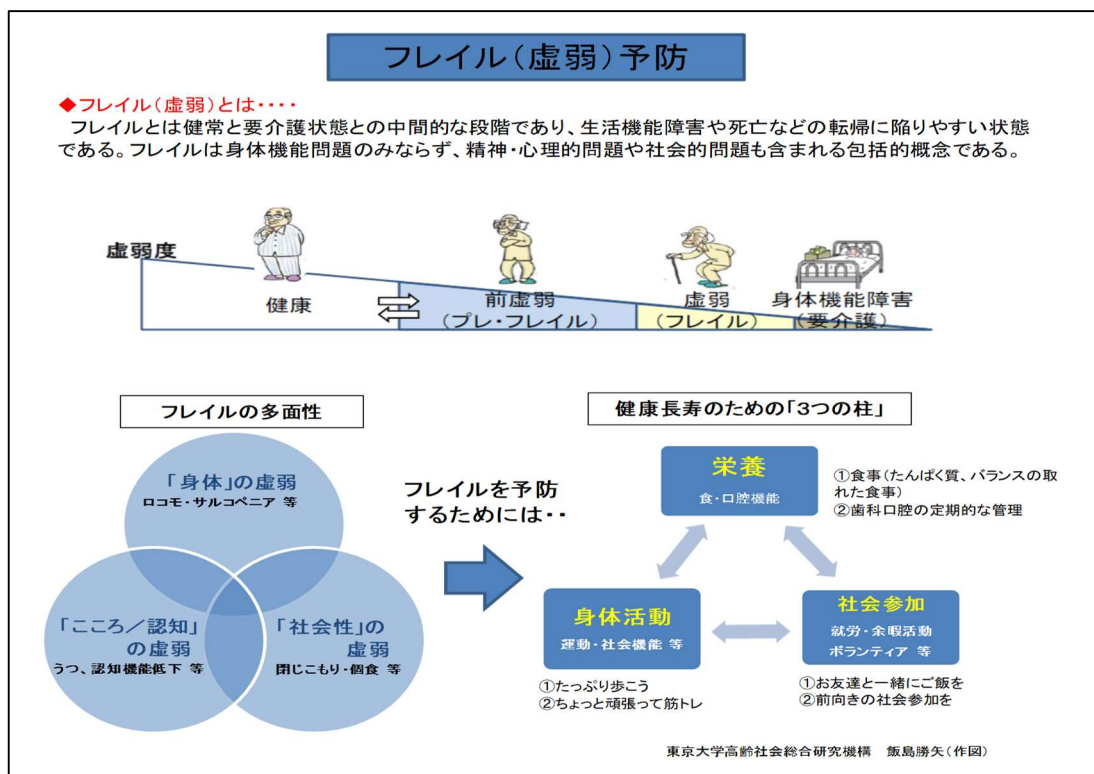 フレイル（虚弱）予防
◆フレイル（虚弱）とは‥‥
フレイルとは健常と要介護状態との中間的な段階であり、生活機能障害や死亡などの転帰に陥りやすい状態
である。フレイルは身体機能問題のみならず、精神・心理的問題や社会的問題も含まれる包括的概念である。
虚弱度
健康
前虚弱
（プレ・フレイル）
虚弱
（フレイル）
身体機能障害
（要介護）
フレイルの多面性
「身体」の虚弱
ロコモ・サルコペニア 等
「こころ／認知」
の虚弱
うつ、認知機能低下 等
「社会性」の
虚弱
閉じこもり・個食 等
フレイルを予防
するためには‥
健康長寿のための「3つの柱」
栄養
食・口腔機能
①食事（たんぱく質、バランスの取
れた食事）
②歯科口腔の定期的な管理
身体活動
運動・社会機能 等
①たっぷり歩こう
②ちょっと頑張って筋トレ
社会参加
就労・余暇活動
ボランティア 等
①お友達と一緒にご飯を
②前向きの社会参加を
東京大学高齢社会総合研究機構　飯島勝矢（作図）